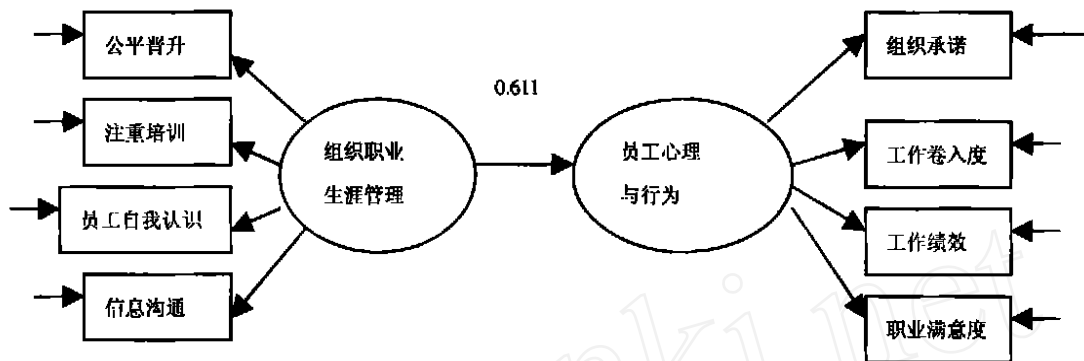 公平晋升
组织承诺
0.611
注重培训
组织职业
生涯管理
员工心理
与行为
工作卷入度
员工自我认识
工作绩效
信息沟通
职业满意度